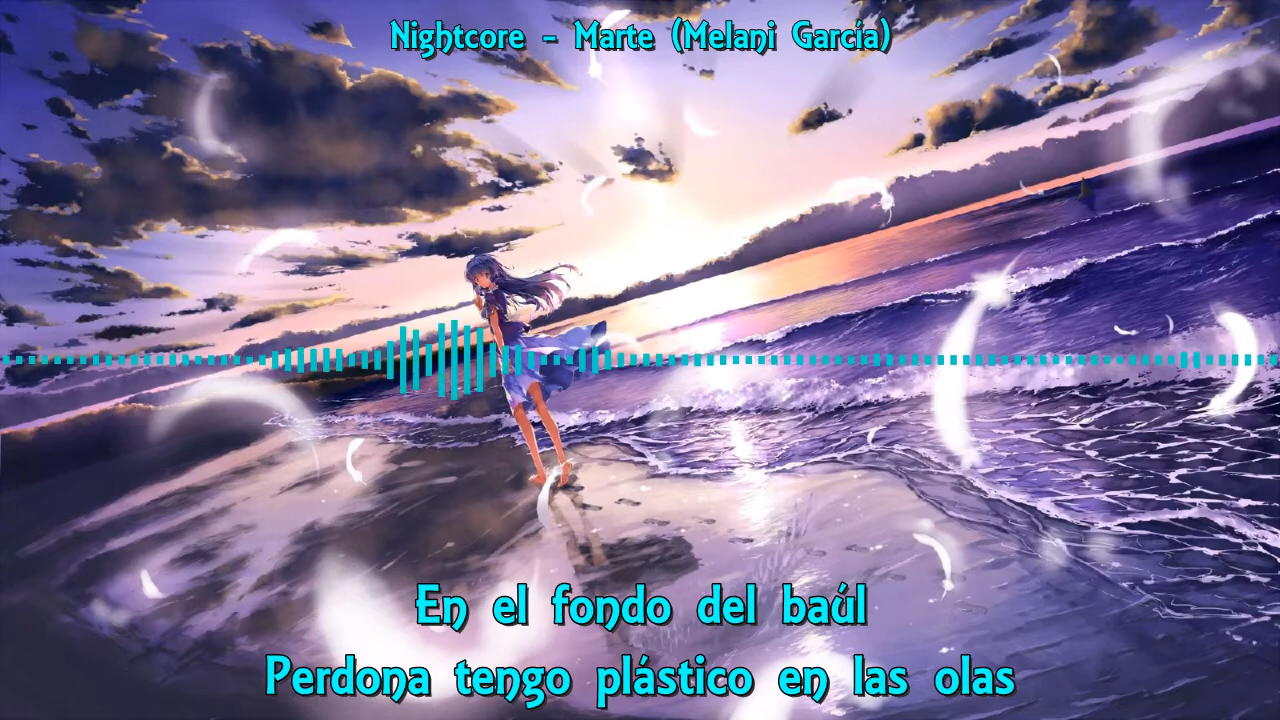 Nightcore - Marte (Melani García)
En el fondo del baúl
Perdona tengo plástico en las olas